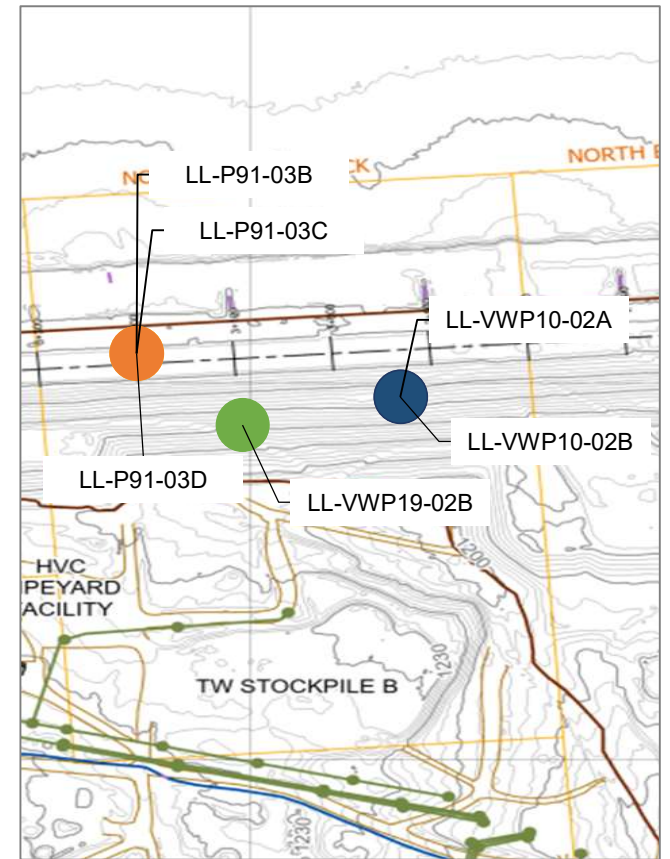 LL-P91-03B
NORTH B
LL-P91-03C
LL-VWP10-02A
LL-VWP10-02B
LL-P91-03D
LL-VWP19-02B
1200
HVC
PEYARD
ACILITY
1230
TW STOCKPILE B
1230